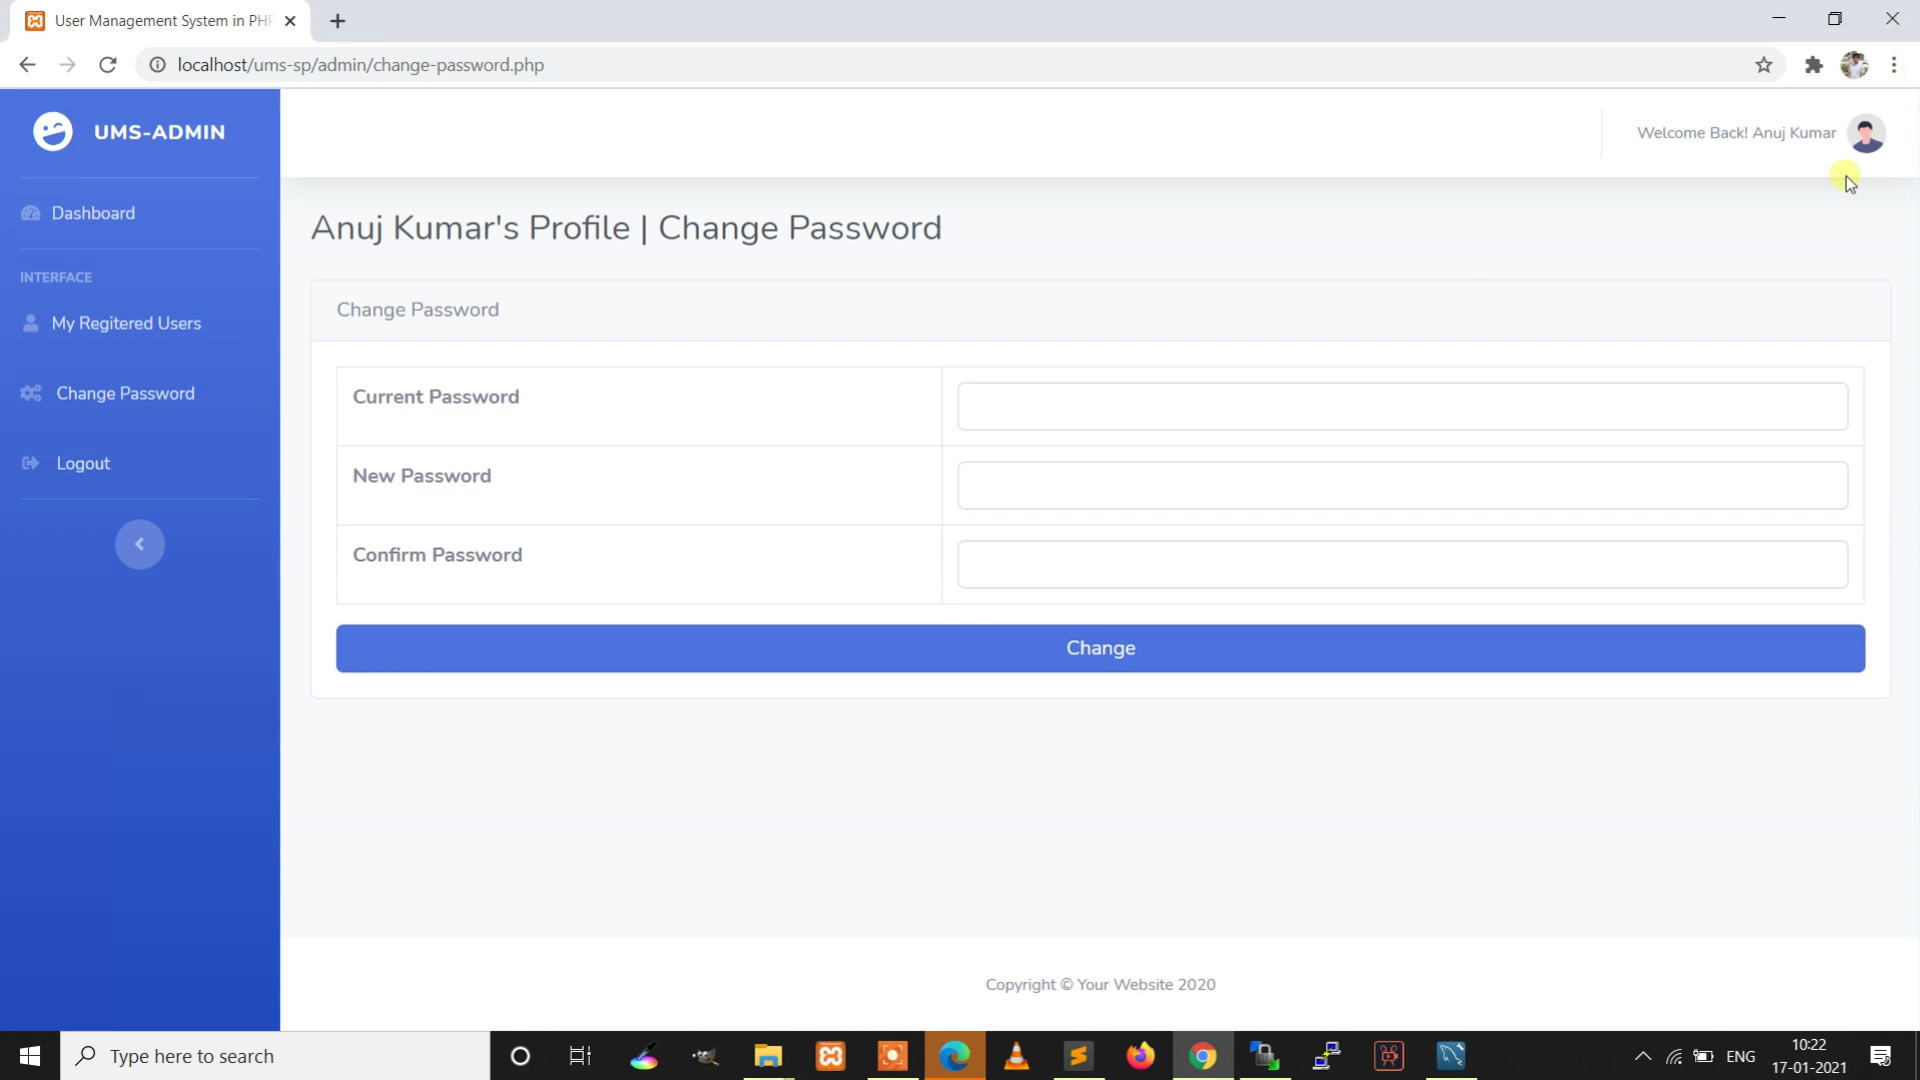 User Management System in PHP
localhost/ums-sp/admin/change-password.php
UMS-ADMIN
Welcome Back! Anuj Kumar
Dashboard
INTERFACE
My Regitered Users
Change Password
Logout
Anuj Kumar's Profile | Change Password
Change Password
Current Password
New Password
Confirm Password
Change
Copyright © Your Website 2020
Type here to search
ENG
10:22
17-01-2021